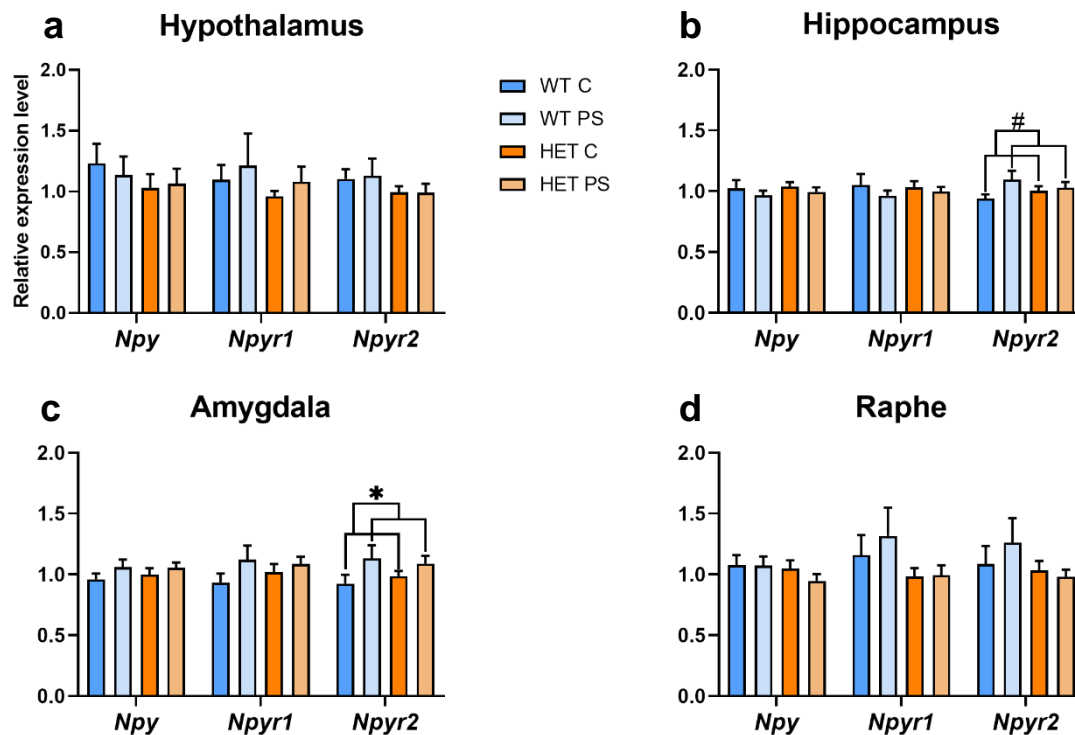 a Hypothalamus
Relative expression level
2.0
1.5
1.0
0.5
0.0
Npy Npyr1 Npyr2
WT C
WT PS
HET C
HET PS
b Hippocampus
2.0
1.5
1.0
0.5
0.0
#
Npy Npyr1 Npyr2
c Amygdala
2.0
1.5
1.0
0.5
0.0
*
Npy Npyr1 Npyr2
d Raphe
2.0
1.5
1.0
0.5
0.0
Npy Npyr1 Npyr2